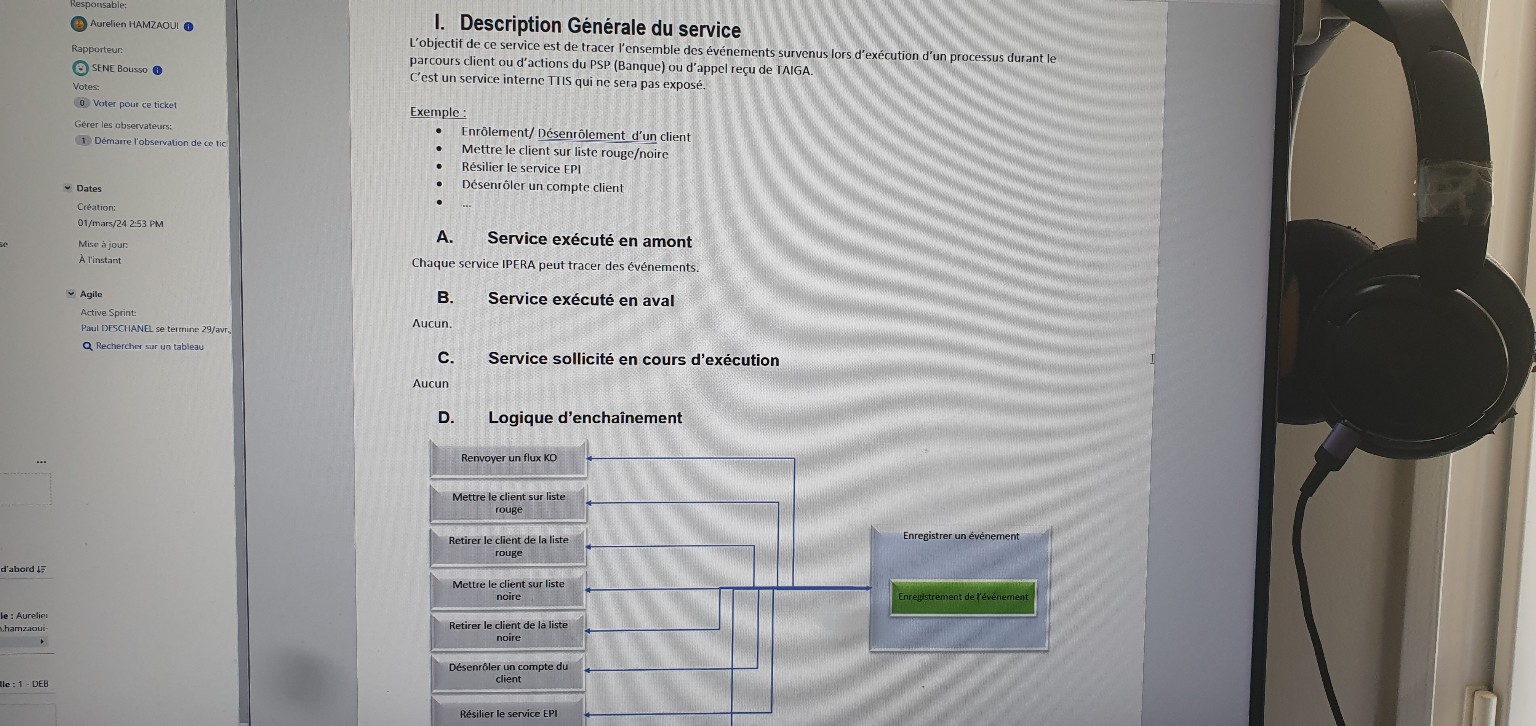 Responsable:
Aurelien HAMZAOUI
Rapporteur:
SENE Bousso
Votes:
0 Voter pour ce ticket
Gérer les observateurs:
1 Démarre l'observation de ce tic
Dates
Création:
01/mars/24 2:53 PM
Mise à jour:
À l'instant
Agile
Active Sprint:
Paul DESCHANEL se termine 29/avr.
Rechercher sur un tableau
...
d'abord
le : Aurelien
.hamzaoui-
lle : 1 - DEB
I. Description Générale du service
L'objectif de ce service est de tracer l'ensemble des événements survenus lors d'exécution d'un processus durant le
parcours client ou d'actions du PSP (Banque) ou d'appel reçu de TAIGA.
C'est un service interne TTIS qui ne sera pas exposé.
Exemple :
• Enrôlement/ Désenrôlement d'un client
• Mettre le client sur liste rouge/noire
• Résilier le service EPI
• Désenrôler un compte client
• ...
A. Service exécuté en amont
Chaque service IPERA peut tracer des événements.
B. Service exécuté en aval
Aucun.
C. Service sollicité en cours d'exécution
Aucun
D. Logique d'enchaînement
Renvoyer un flux KO
Mettre le client sur liste
rouge
Retirer le client de la liste
rouge
Mettre le client sur liste
noire
Retirer le client de la liste
noire
Désenrôler un compte du
client
Résilier le service EPI
Enregistrer un événement
Enregistrement de l'événement